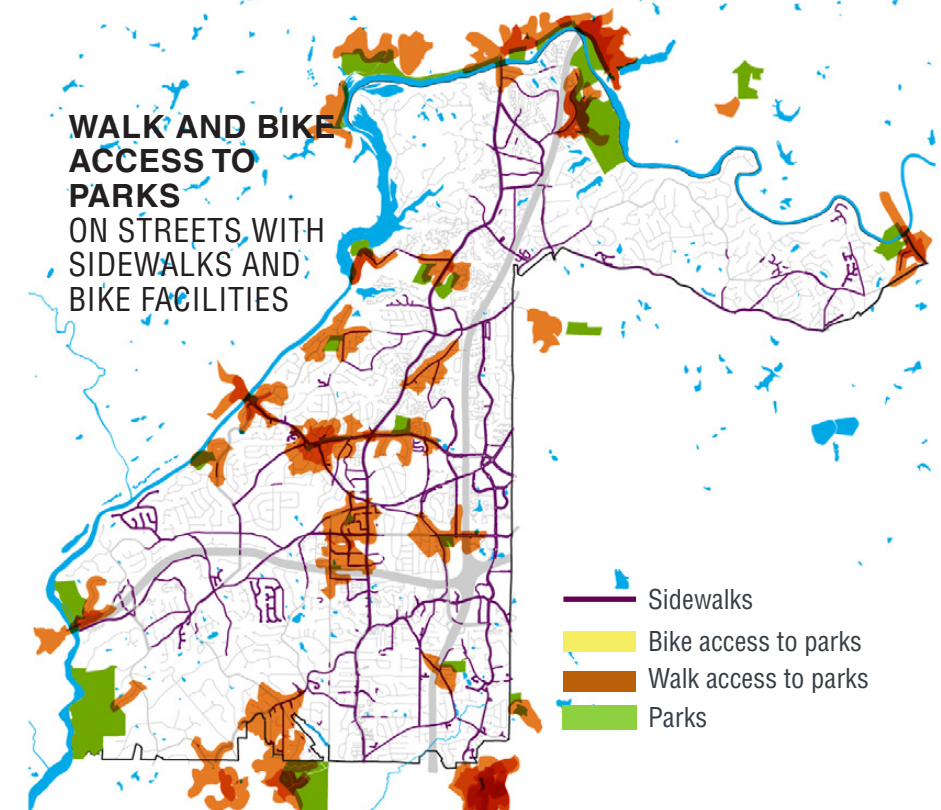 WALK AND BIKE
ACCESS TO
PARKS
ON STREETS WITH
SIDEWALKS AND
BIKE FACILITIES
Sidewalks
Bike access to parks
Walk access to parks
Parks